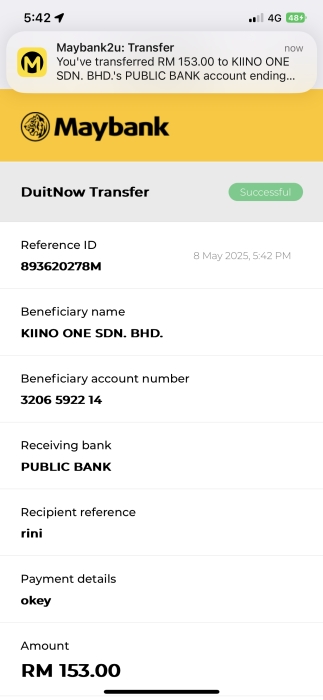 5:42
4G 48
Maybank2u: Transfer
now
You've transferred RM 153.00 to KIINO ONE
SDN. BHD.'s PUBLIC BANK account ending...
Maybank
DuitNow Transfer
Successful
Reference ID
893620278M
8 May 2025, 5:42 PM
Beneficiary name
KIINO ONE SDN. BHD.
Beneficiary account number
3206 5922 14
Receiving bank
PUBLIC BANK
Recipient reference
rini
Payment details
okey
Amount
RM 153.00